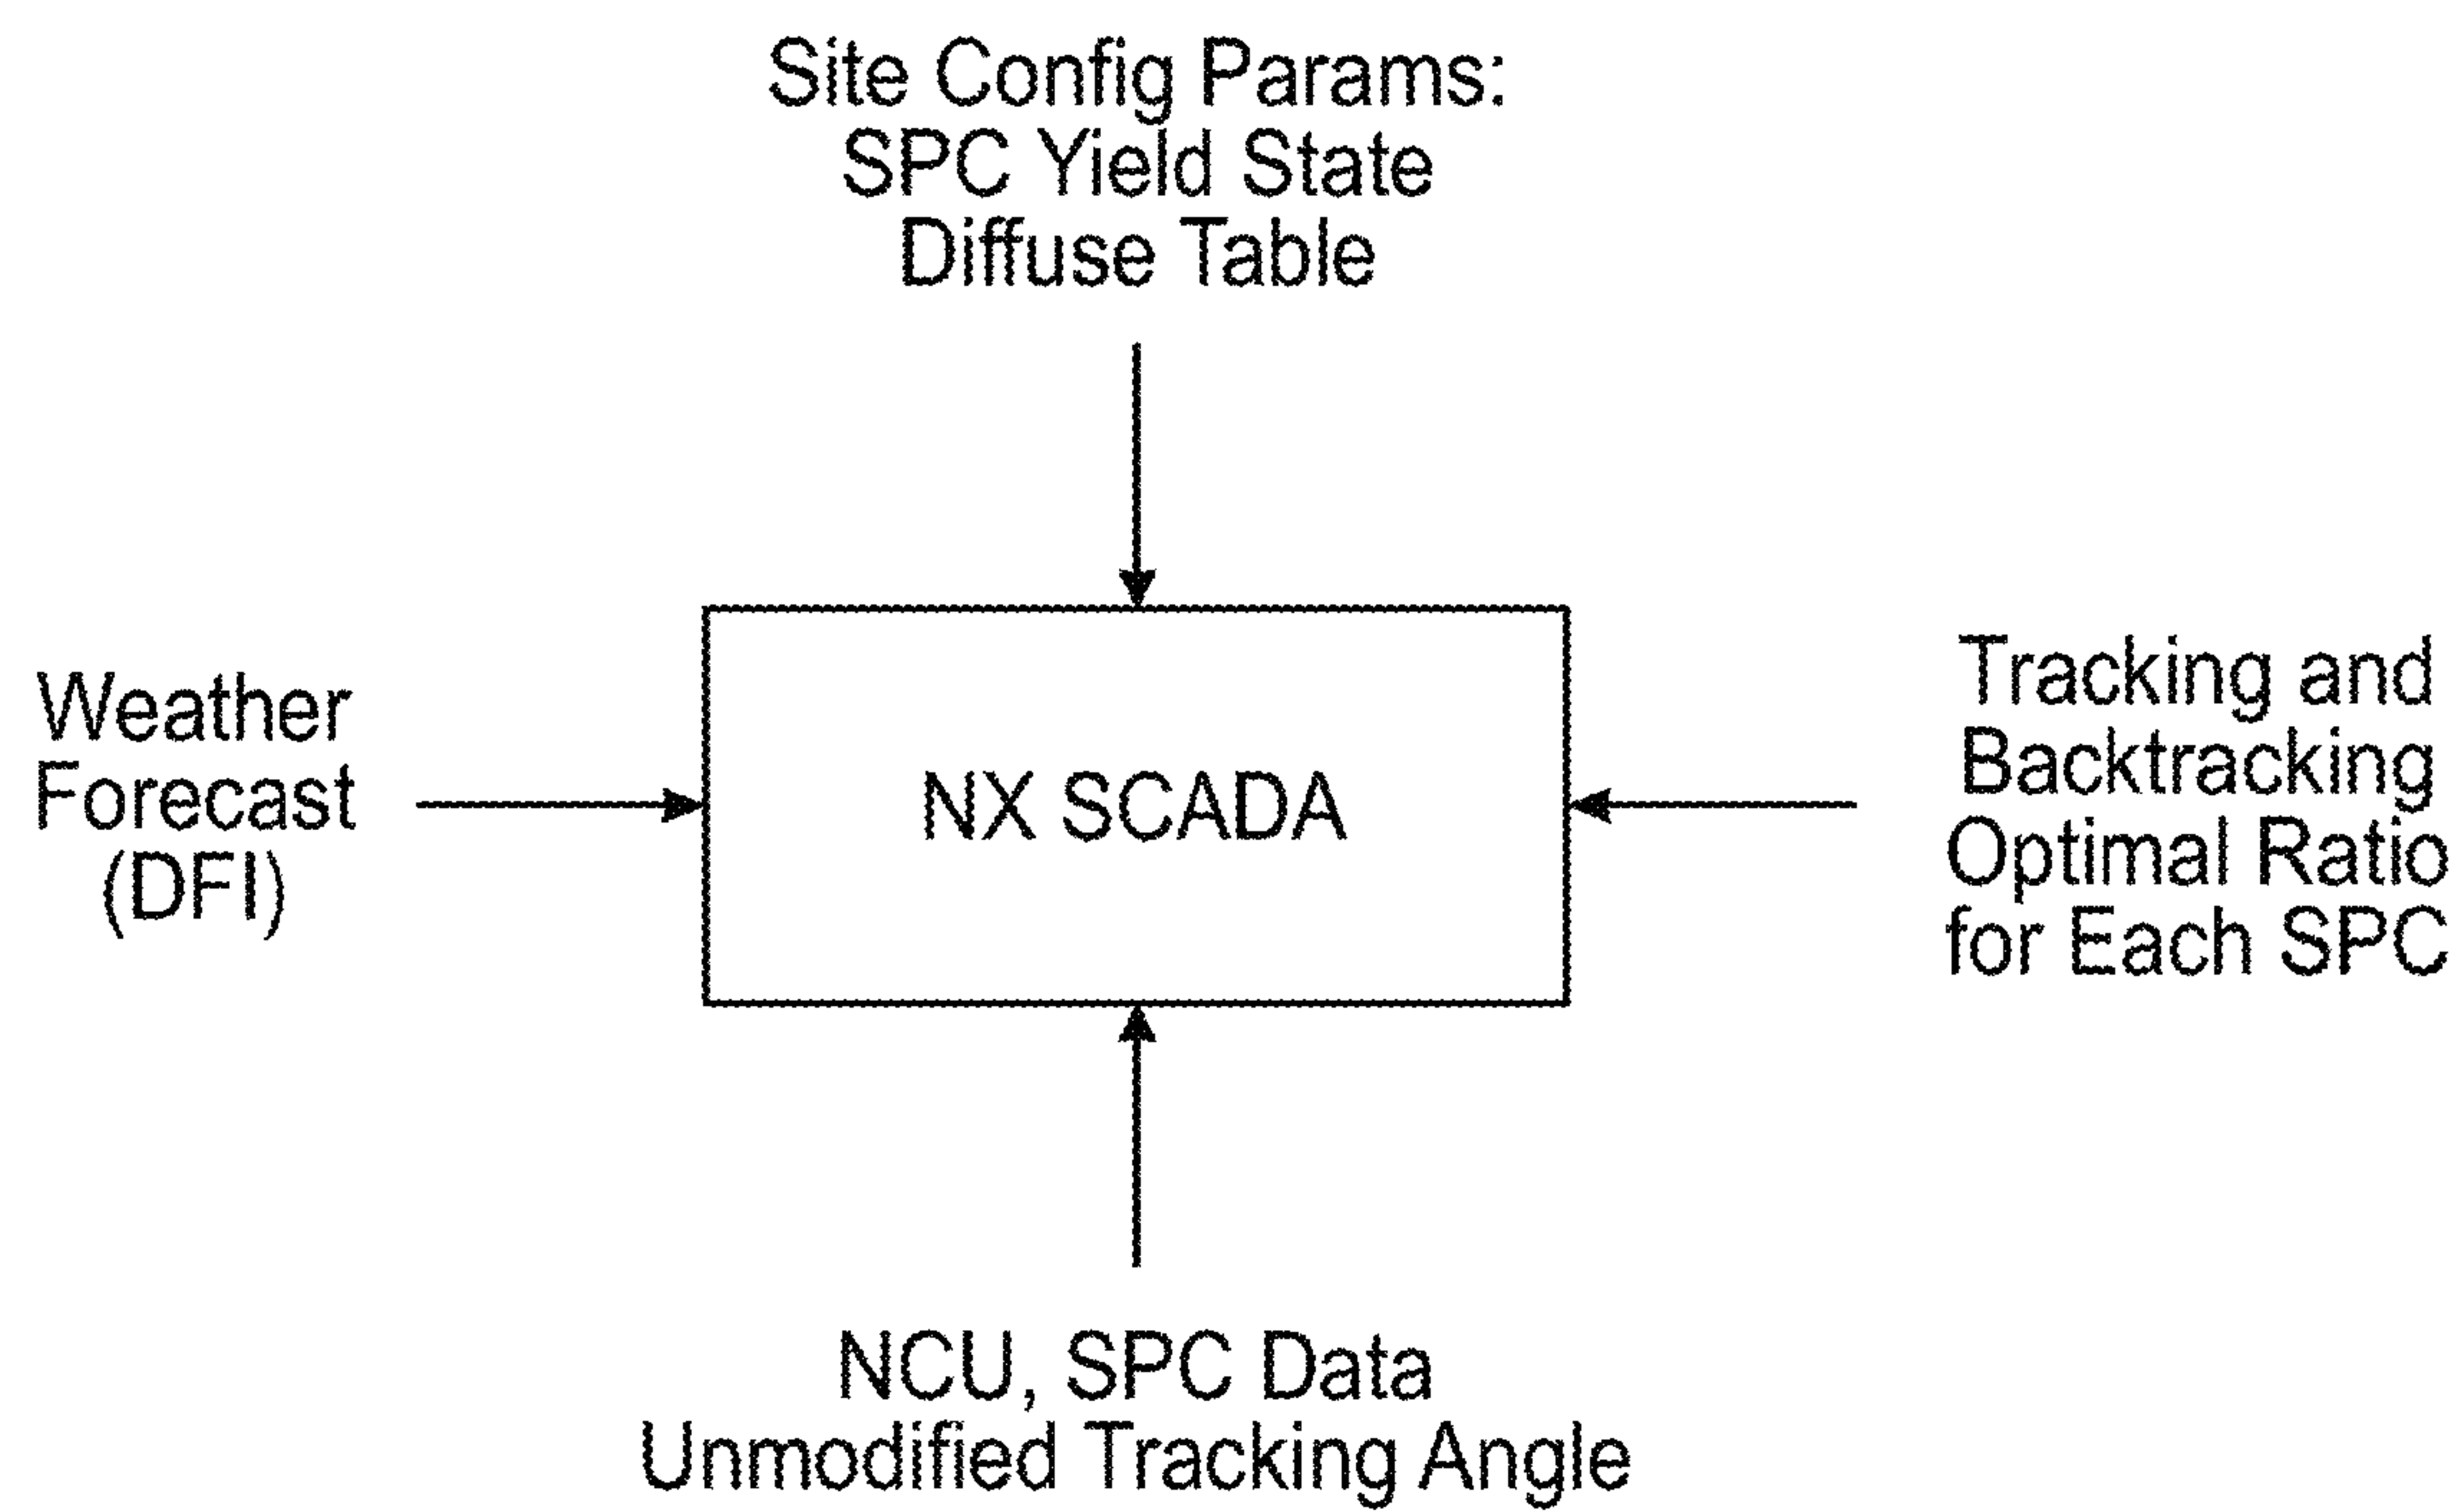 Site Config Params:
SPC Yield State
Diffuse Table
Weather
Forecast
(DFI)
NX SCADA
Tracking and
Backtracking
Optimal Ratio
for Each SPC
NCU, SPC Data
Unmodified Tracking Angle